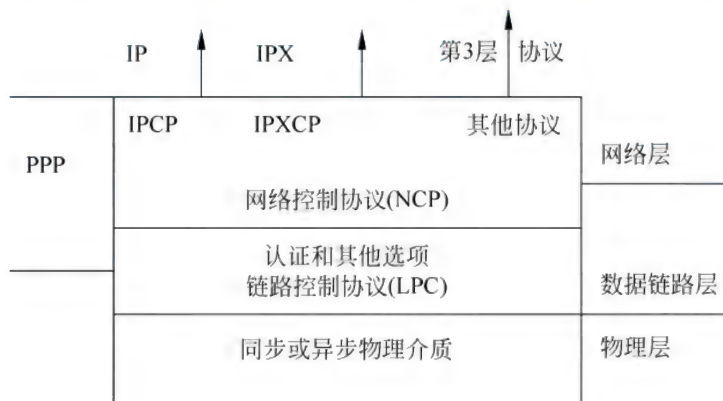 IP IPX 第3层 协议
IPCP IPXCP 其他协议
网络层
PPP
网络控制协议(NCP)
认证和其他选项
链路控制协议(LPC)
数据链路层
同步或异步物理介质
物理层